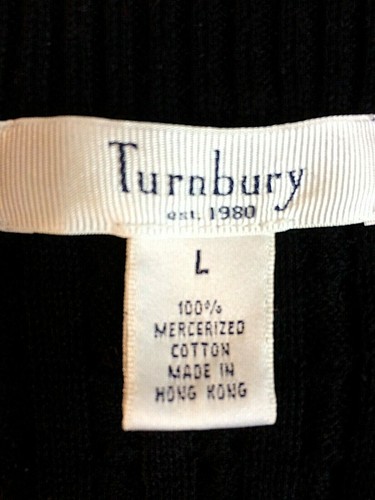 Turnbury
est. 1980
L
100%
MERCERIZED
COTTON
MADE IN
HONG KONG